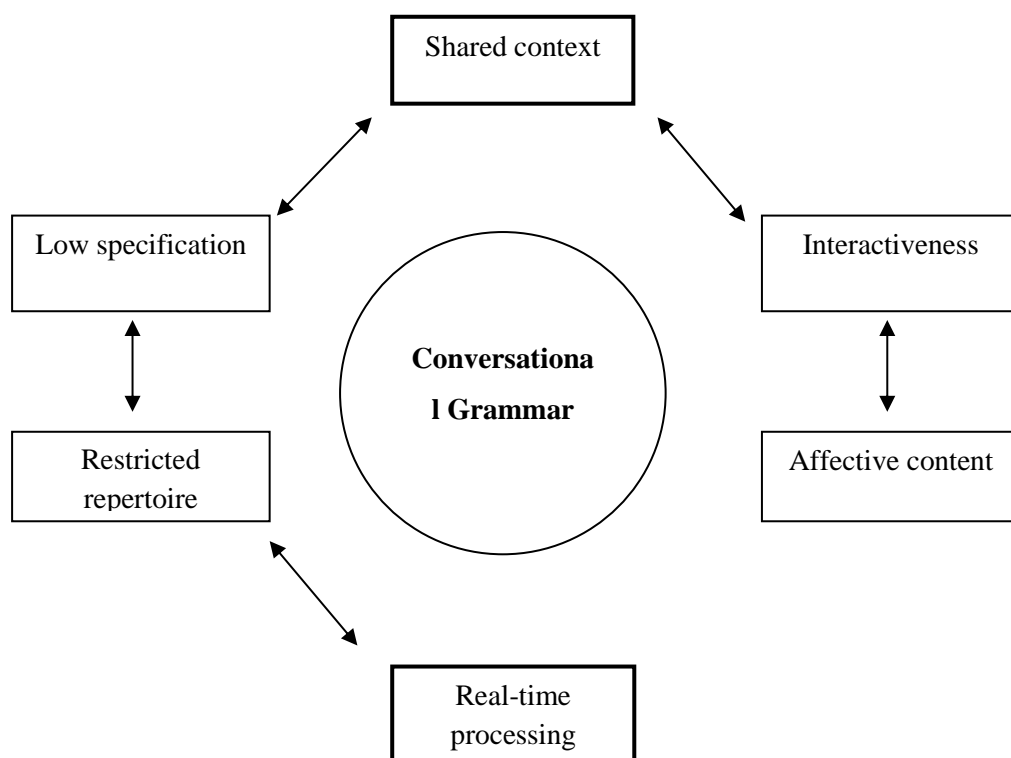 Shared context
Low specification
Interactiveness
Conversationa
l Grammar
Restricted
repertoire
Affective content
Real-time
processing